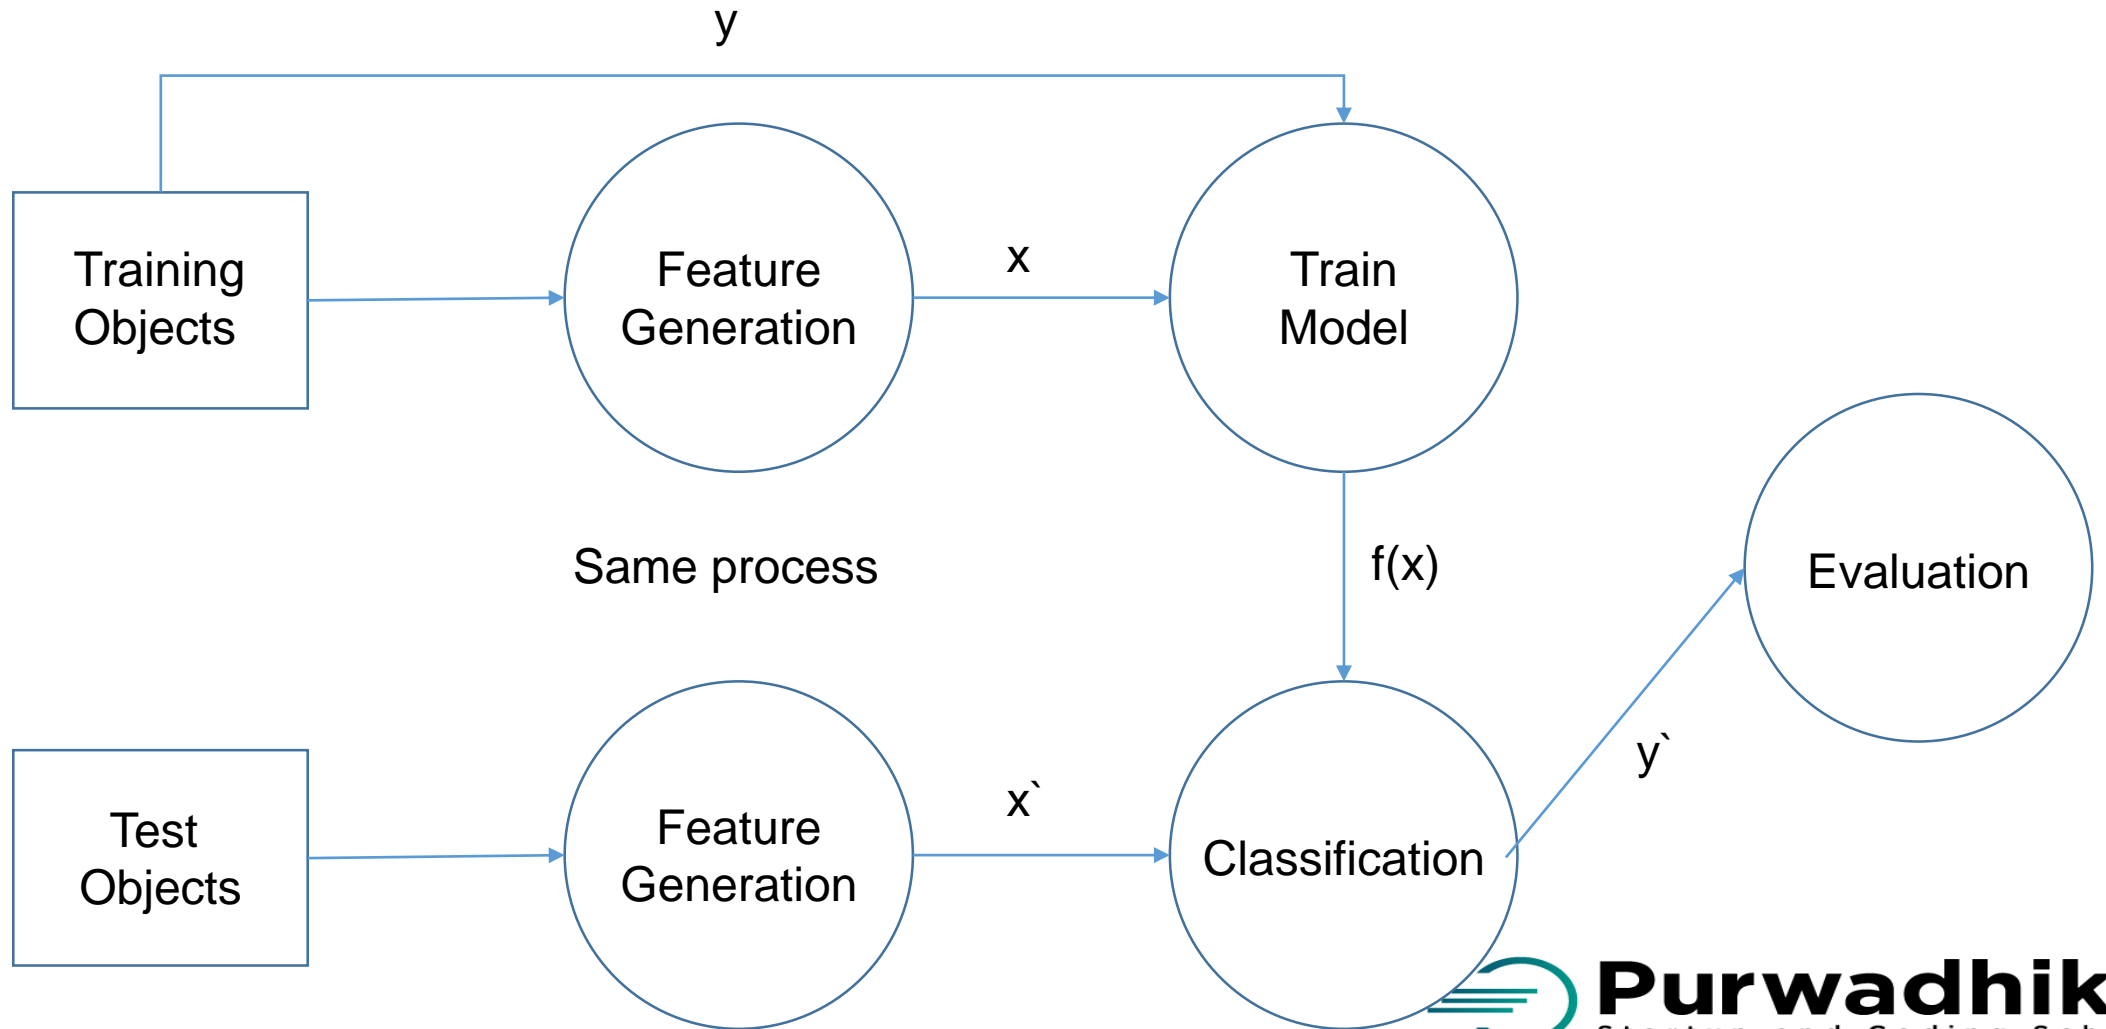 y
Training
Objects
Feature
Generation
x
Train
Model
Same process
f(x)
Evaluation
Test
Objects
Feature
Generation
x`
Classification
y`
Purwadhik